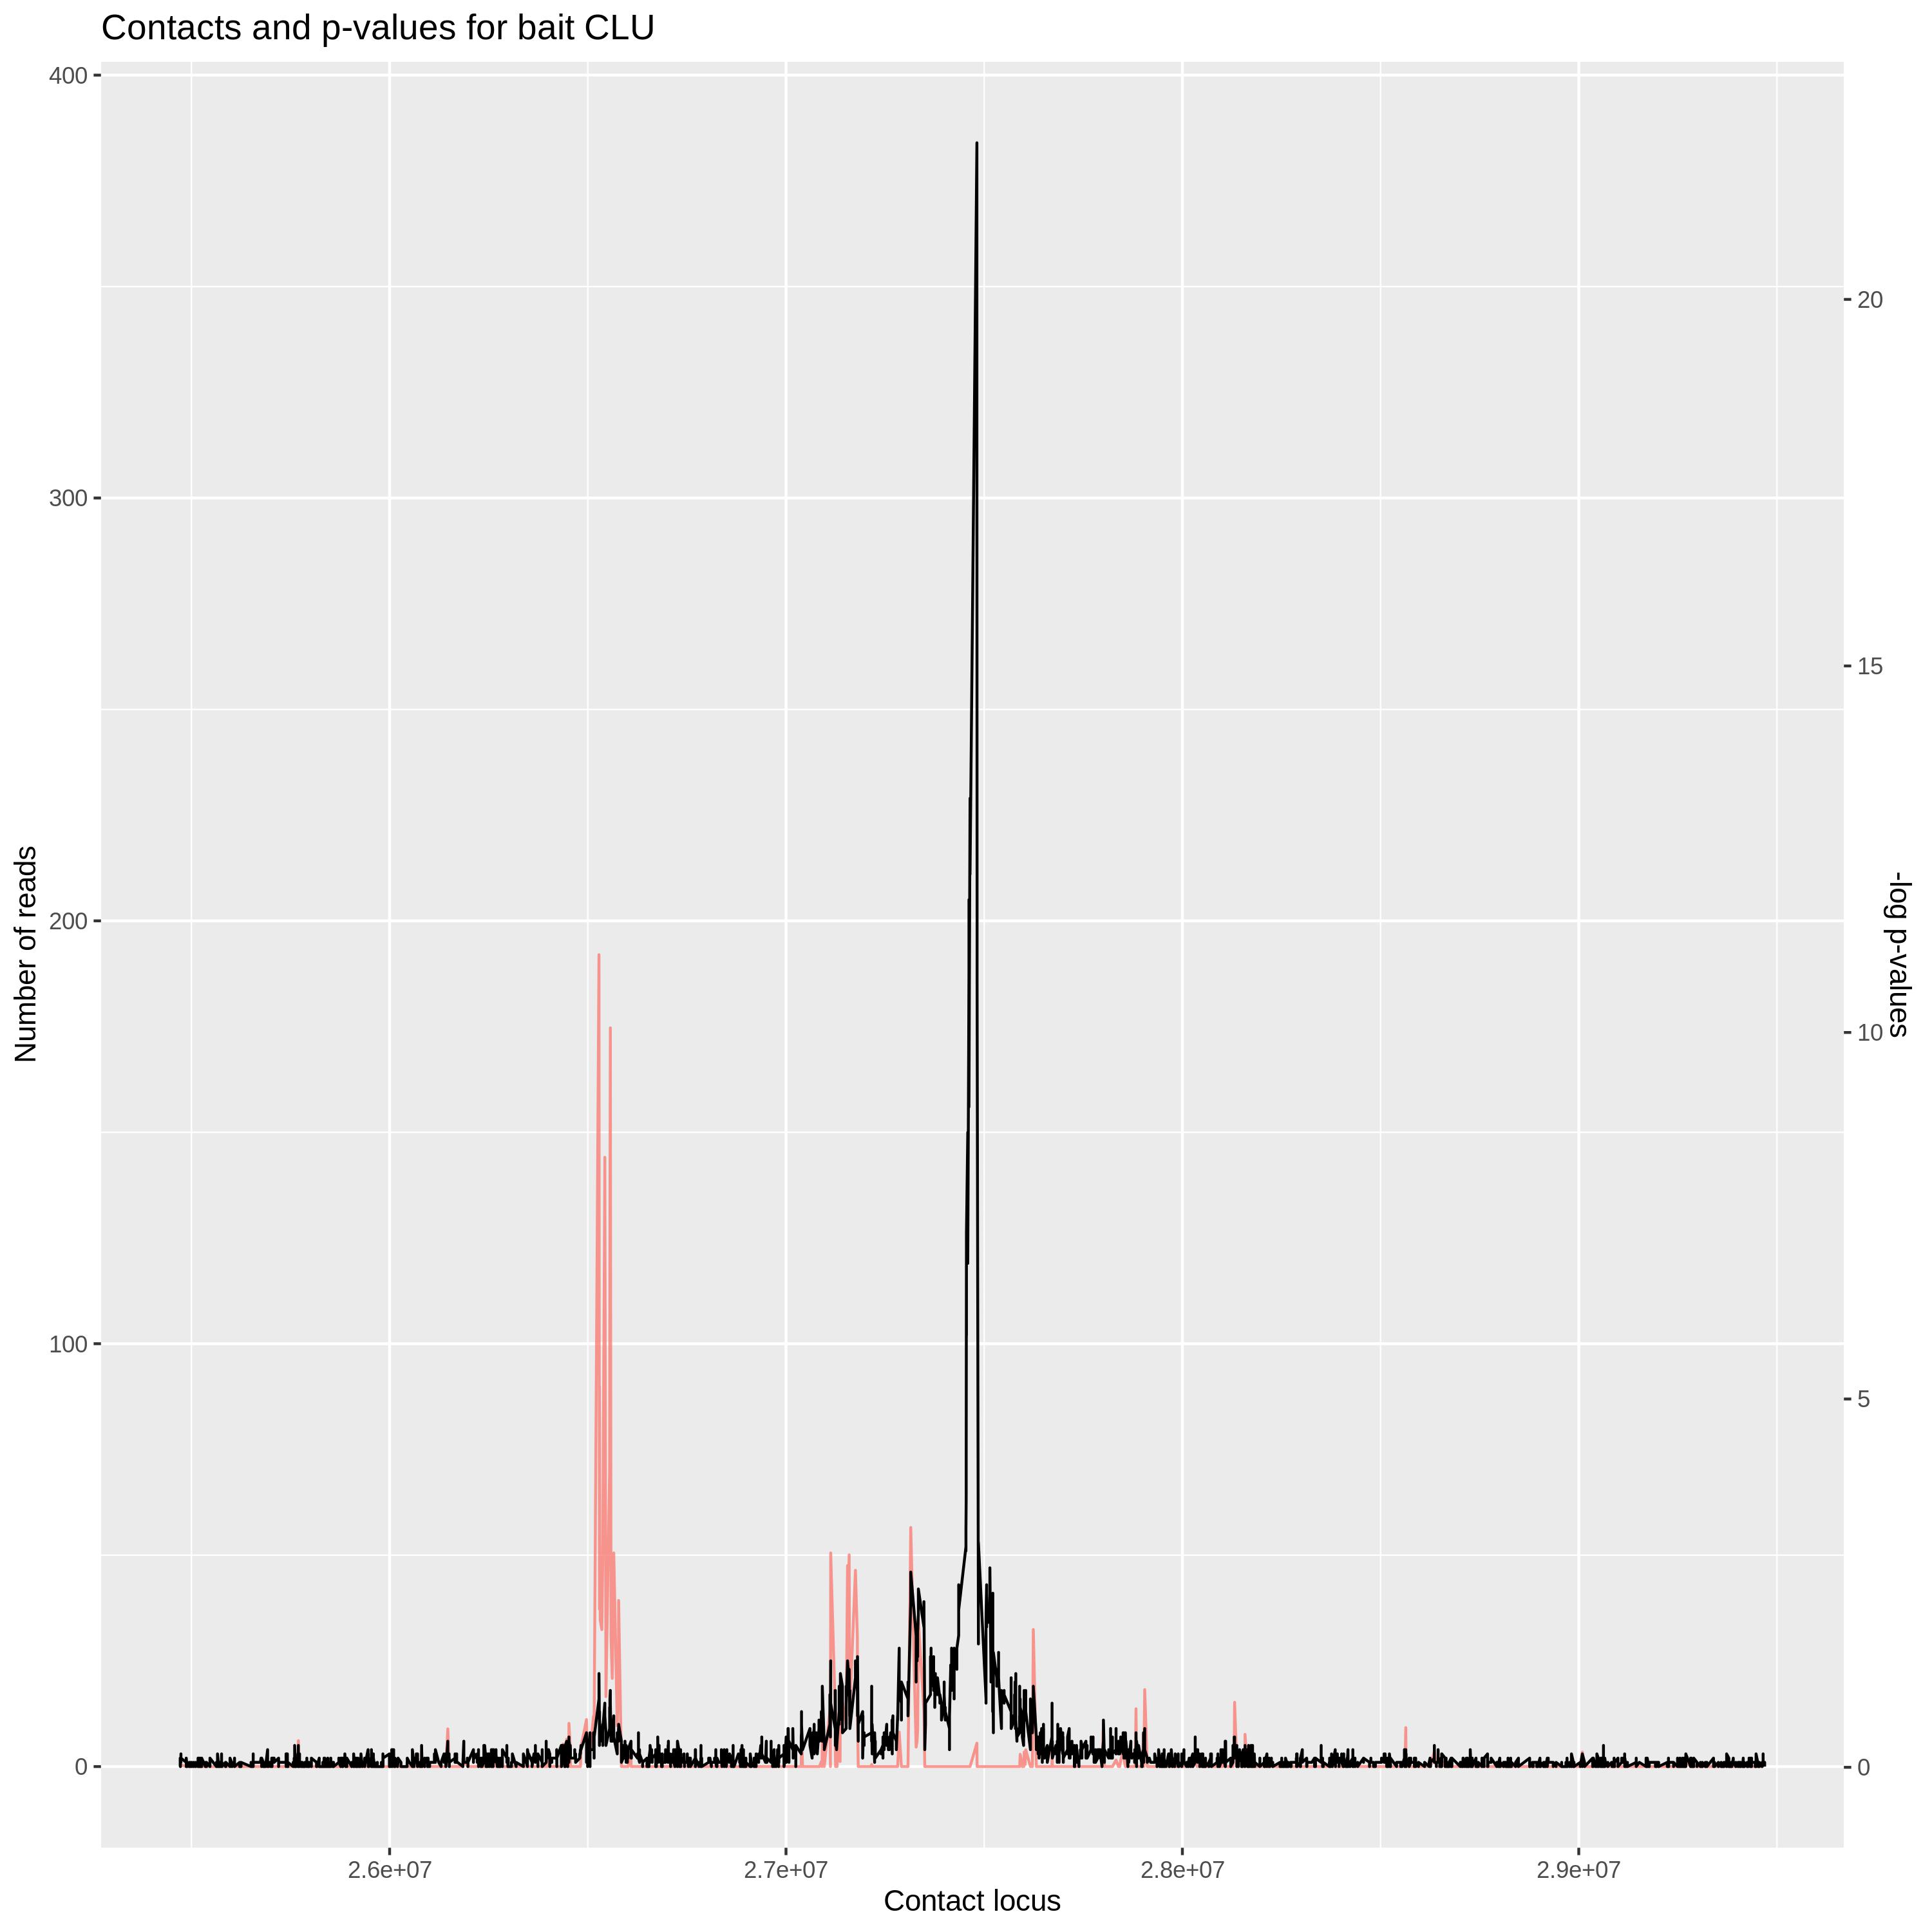 Contacts and p-values for bait CLU
400
300
200
100
0
Number of reads
20
15
10
5
0
-log p-values
2.6e+07
2.7e+07
2.8e+07
2.9e+07
Contact locus